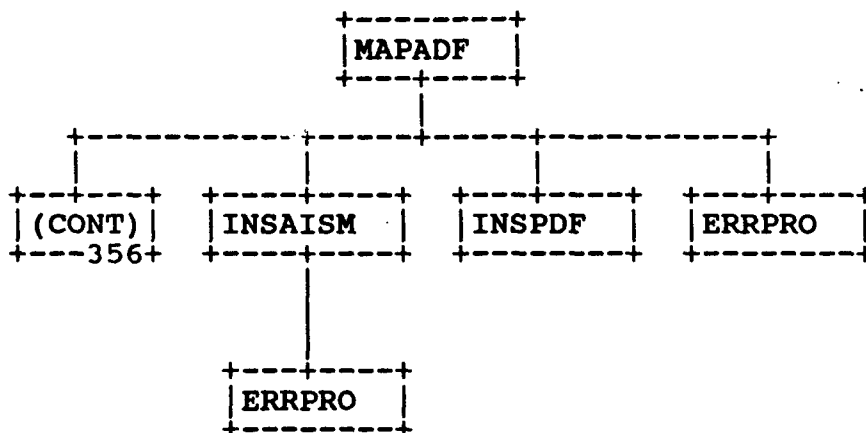 MAPADF
(CONT) INSAISM INSPDF ERRPRO
356
ERRPRO